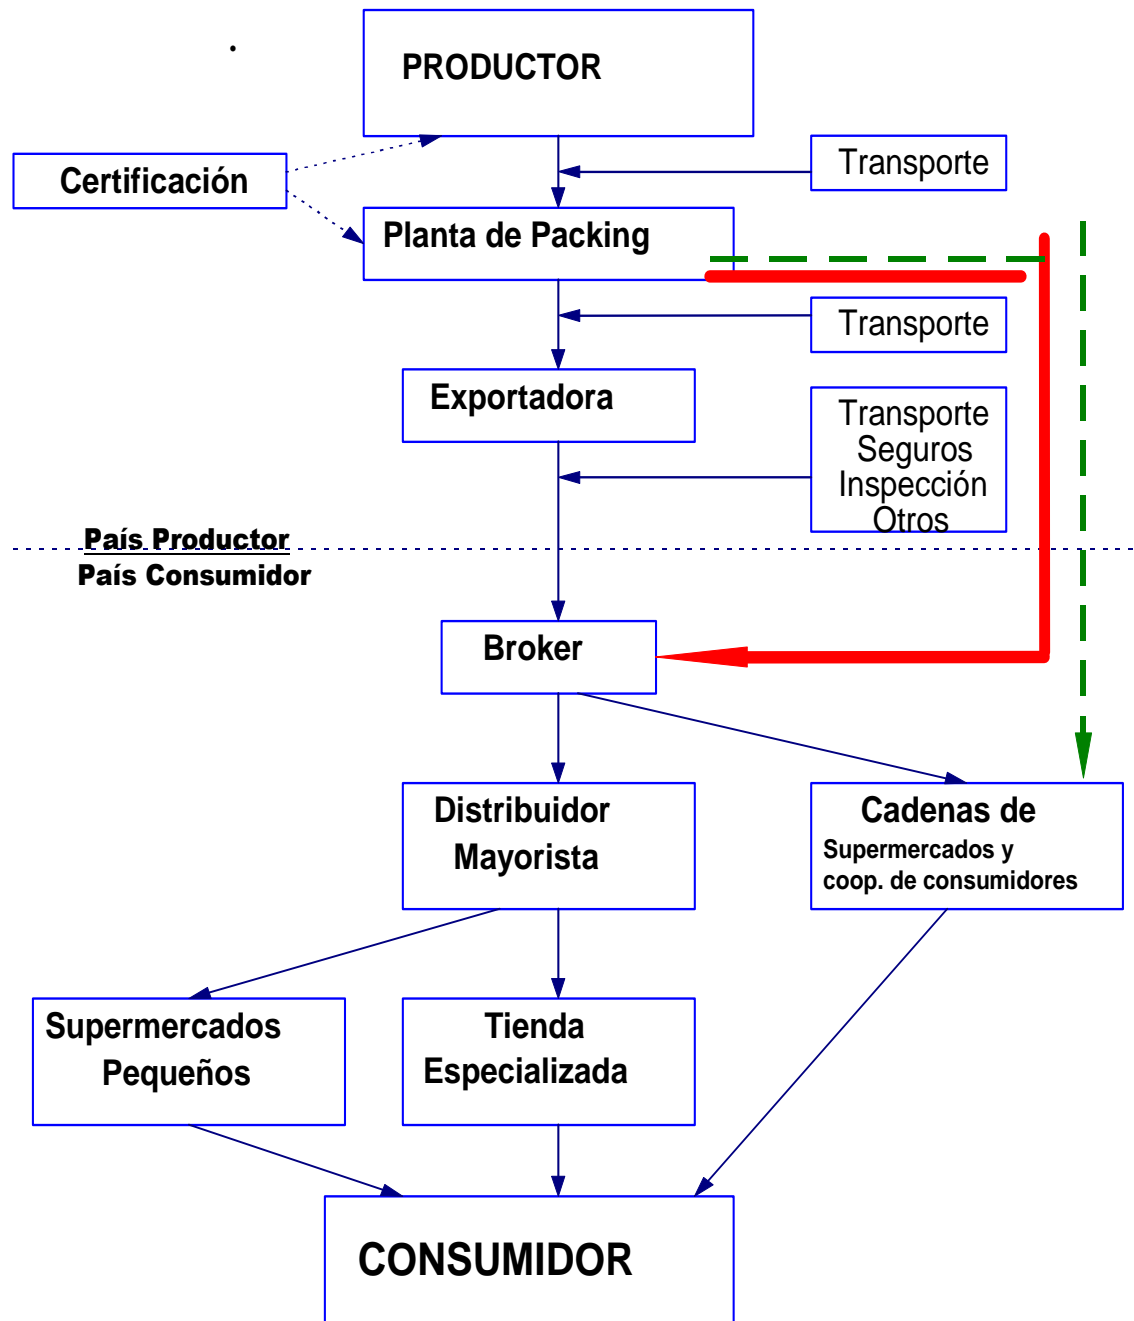 PRODUCTOR
Certificación
Transporte
Planta de Packing
Transporte
Exportadora
Transporte
Seguros
Inspección
Otros
País Productor
País Consumidor
Broker
Distribuidor
Mayorista
Cadenas de
Supermercados y
coop. de consumidores
Supermercados
Pequeños
Tienda
Especializada
CONSUMIDOR